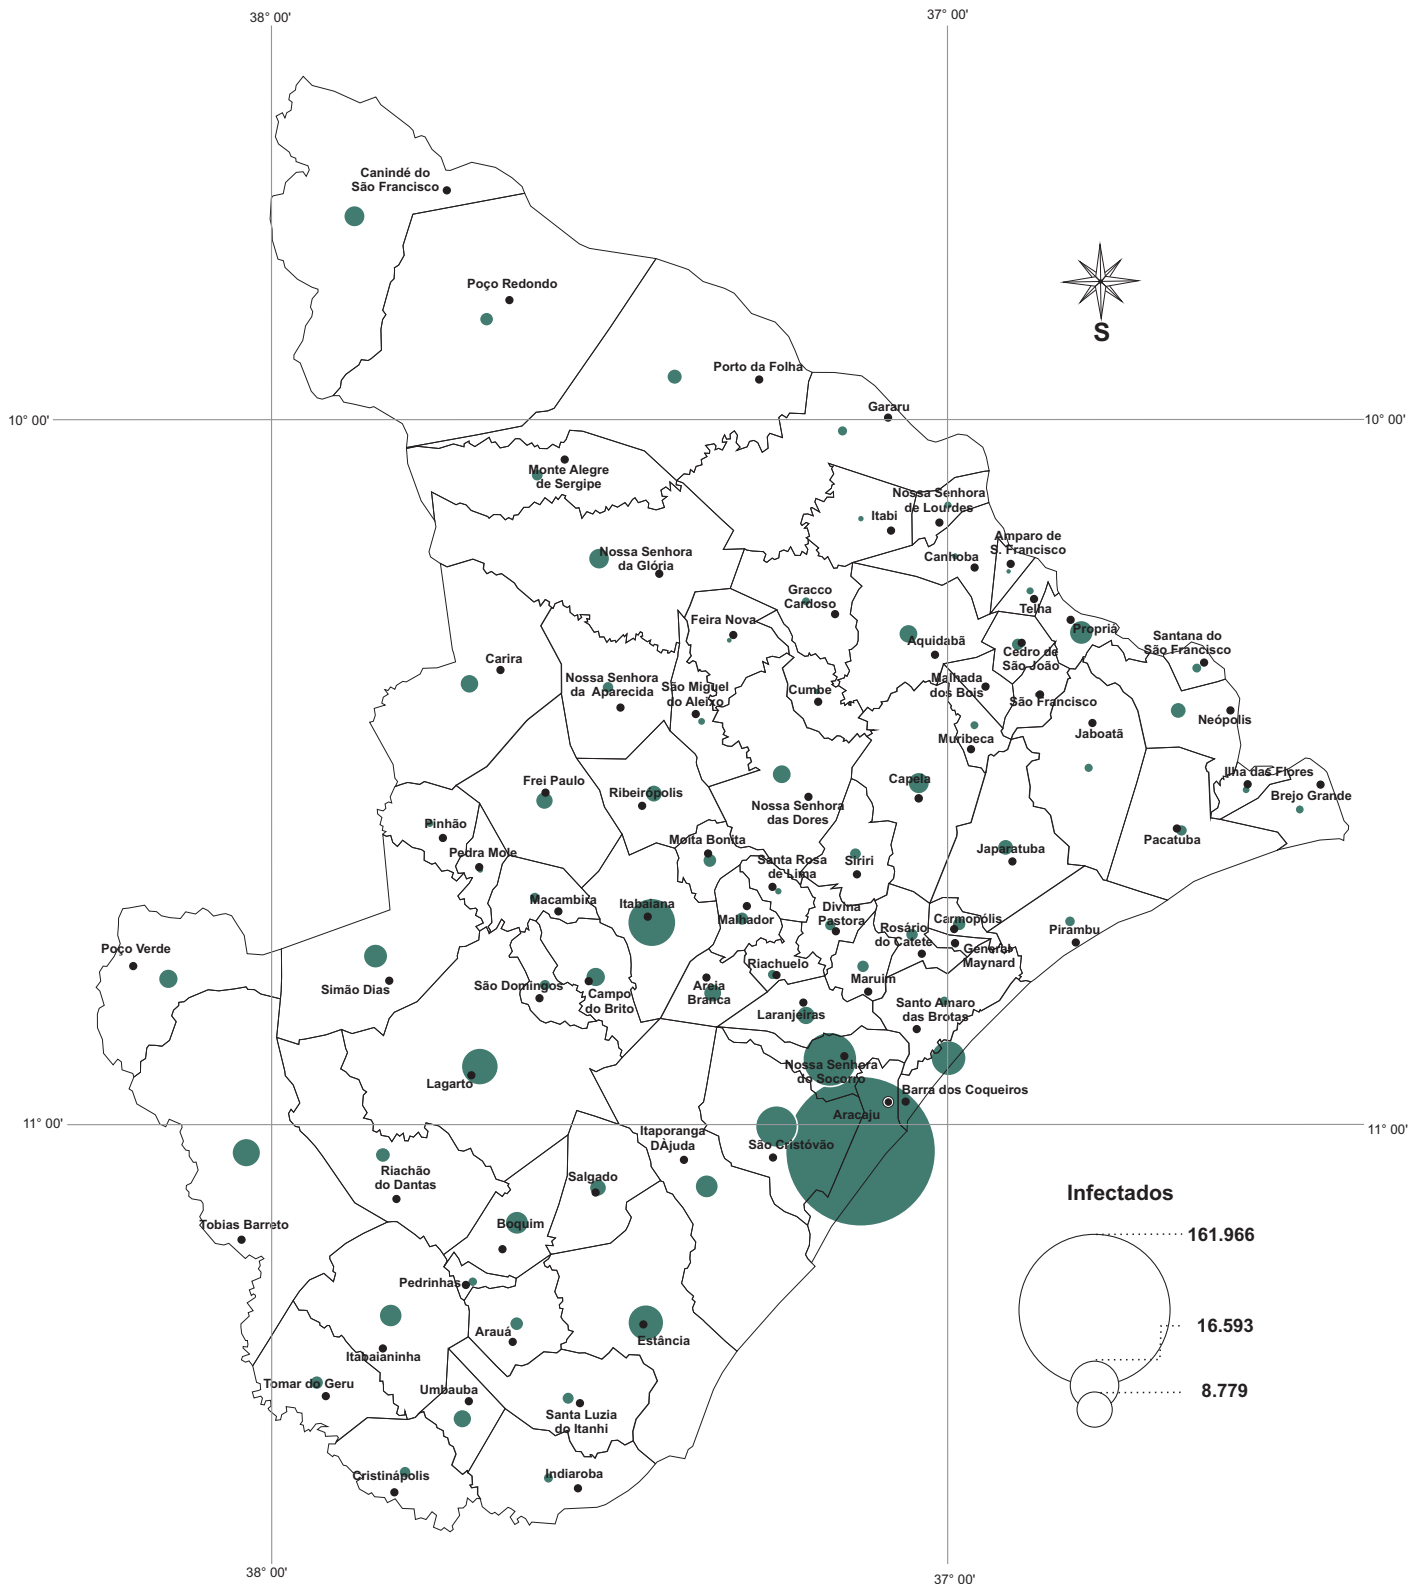 38° 00'
37° 00'
Canindé do
São Francisco
Poço Redondo
S
Porto da Folha
Gararu
10° 00'
10° 00'
Monte Alegre
de Sergipe
Nossa Senhora
de Lourdes
Itabi
Amparo de
S. Francisco
Canhoba
Nossa Senhora
da Glória
Gracco
Cardoso
Telha
Feira Nova
Propriá
Aquidabã
Santana do
São Francisco
Cedro de
São João
Carira
Nossa Senhora
da Aparecida
São Miguel
do Aleixo
Cumbe
Malhada
dos Bois
São Francisco
Neópolis
Jaboatã
Muribeca
Frei Paulo
Ribeirópolis
Capela
Ilha das Flores
Brejo Grande
Nossa Senhora
das Dores
Pinhão
Pedra Mole
Moita Bonita
Santa Rosa
de Lima
Siriri
Japaratuba
Pacatuba
Macambira
Itabaiana
Malhador
Divina
Pastora
Rosário
do Catete
Carmopólis
General
Maynard
Pirambu
Poço Verde
Simão Dias
São Domingos
Campo
do Brito
Areia
Branca
Riachuelo
Maruim
Laranjeiras
Santo Amaro
das Brotas
Lagarto
Nossa Senhora
do Socorro
Barra dos Coqueiros
Aracaju
11° 00'
11° 00'
Itaporanga
DÀjuda
São Cristóvão
Riachão
do Dantas
Salgado
Tobias Barreto
Boquim
Infectados
161.966
16.593
8.779
Pedrinhas
Arauá
Estância
Itabaianinha
Tomar do Geru
Umbauba
Santa Luzia
do Itanhi
Cristinápolis
Indiaroba
38° 00'
37° 00'